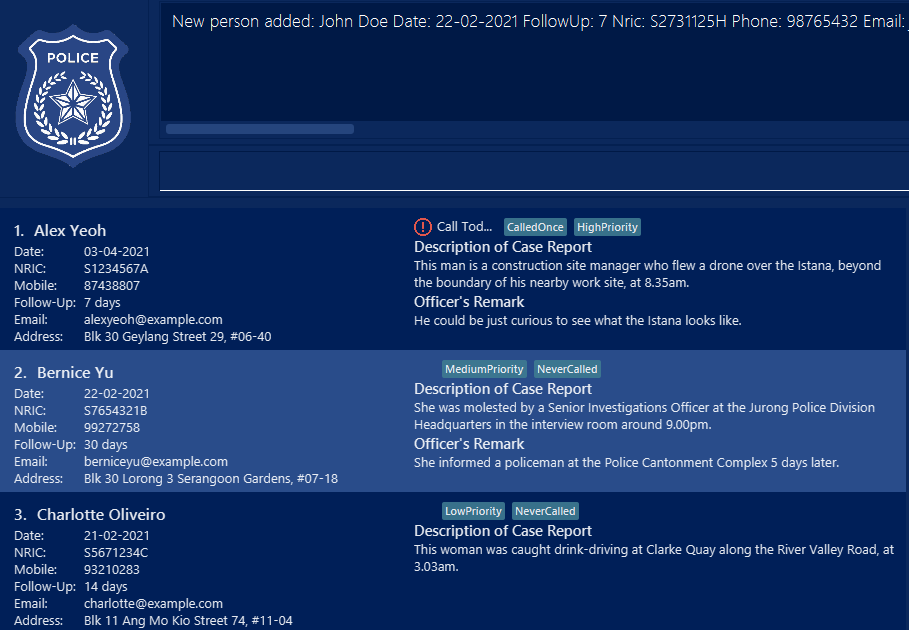 POLICE
New person added: John Doe Date: 22-02-2021 FollowUp: 7 Nric: S2731125H Phone: 98765432 Email:
1. Alex Yeoh
Date: 03-04-2021
NRIC: S1234567A
Mobile: 87438807
Follow-Up: 7 days
Email: alexyeoh@example.com
Address: Blk 30 Geylang Street 29, #06-40
Call Tod... CalledOnce HighPriority
Description of Case Report
This man is a construction site manager who flew a drone over the Istana, beyond
the boundary of his nearby work site, at 8.35am.
Officer's Remark
He could be just curious to see what the Istana looks like.
2. Bernice Yu
Date: 22-02-2021
NRIC: S7654321B
Mobile: 99272758
Follow-Up: 30 days
Email: berniceyu@example.com
Address: Blk 30 Lorong 3 Serangoon Gardens, #07-18
MediumPriority NeverCalled
Description of Case Report
She was molested by a Senior Investigations Officer at the Jurong Police Division
Headquarters in the interview room around 9.00pm.
Officer's Remark
She informed a policeman at the Police Cantonment Complex 5 days later.
3. Charlotte Oliveiro
Date: 21-02-2021
NRIC: S5671234C
Mobile: 93210283
Follow-Up: 14 days
Email: charlotte@example.com
Address: Blk 11 Ang Mo Kio Street 74, #11-04
LowPriority NeverCalled
Description of Case Report
This woman was caught drink-driving at Clarke Quay along the River Valley Road, at
3.03am.